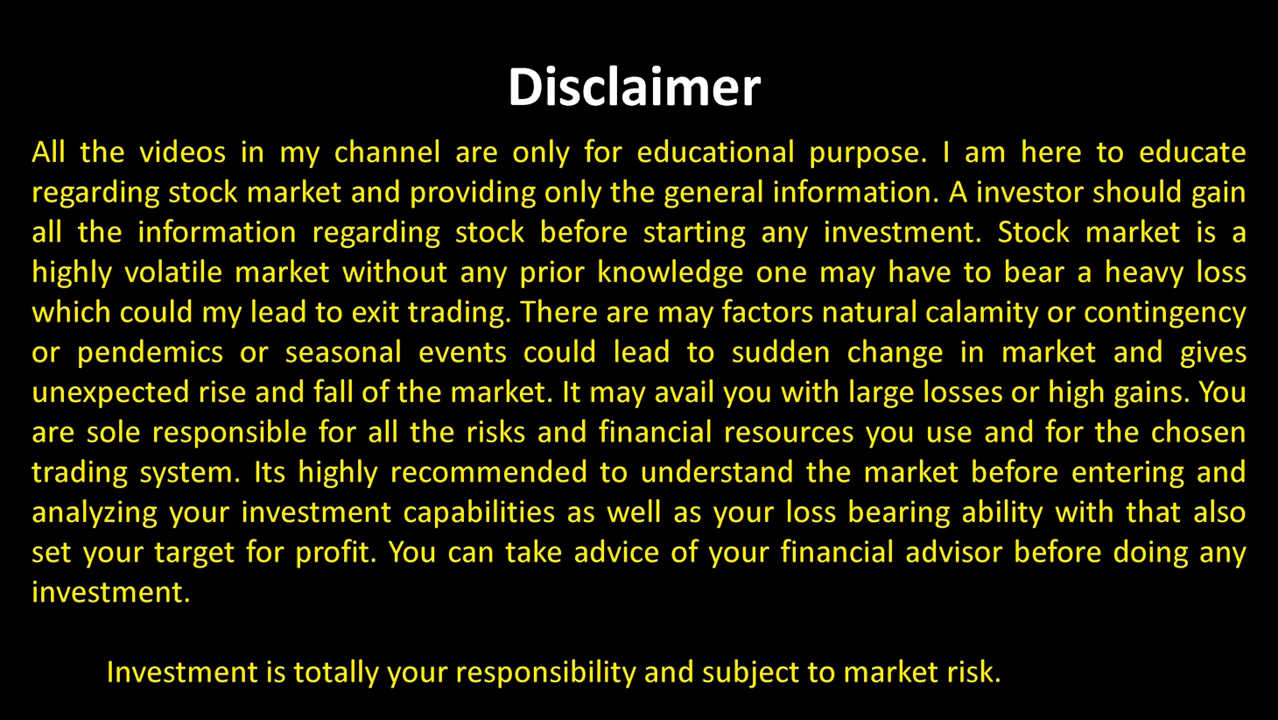 Disclaimer
All the videos in my channel are only for educational purpose. I am here to educate
regarding stock market and providing only the general information. A investor should gain
all the information regarding stock before starting any investment. Stock market is a
highly volatile market without any prior knowledge one may have to bear a heavy loss
which could my lead to exit trading. There are may factors natural calamity or contingency
or pendemics or seasonal events could lead to sudden change in market and gives
unexpected rise and fall of the market. It may avail you with large losses or high gains. You
are sole responsible for all the risks and financial resources you use and for the chosen
trading system. Its highly recommended to understand the market before entering and
analyzing your investment capabilities as well as your loss bearing ability with that also
set your target for profit. You can take advice of your financial advisor before doing any
investment.
Investment is totally your responsibility and subject to market risk.